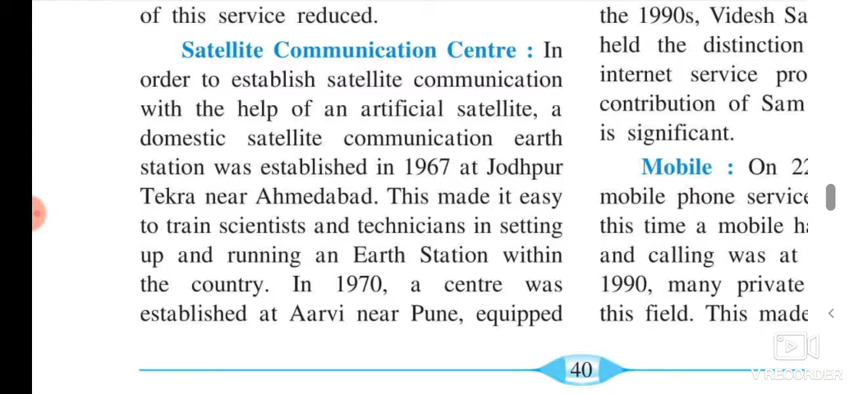 of this service reduced.
Satellite Communication Centre : In
order to establish satellite communication
with the help of an artificial satellite, a
domestic satellite communication earth
station was established in 1967 at Jodhpur
Tekra near Ahmedabad. This made it easy
to train scientists and technicians in setting
up and running an Earth Station within
the country. In 1970, a centre was
established at Aarvi near Pune, equipped
the 1990s, Videsh Sa
held the distinction
internet service pro
contribution of Sam
is significant.
Mobile : On 22
mobile phone service
this time a mobile ha
and calling was at
1990, many private
this field. This made
40
V RECORDER